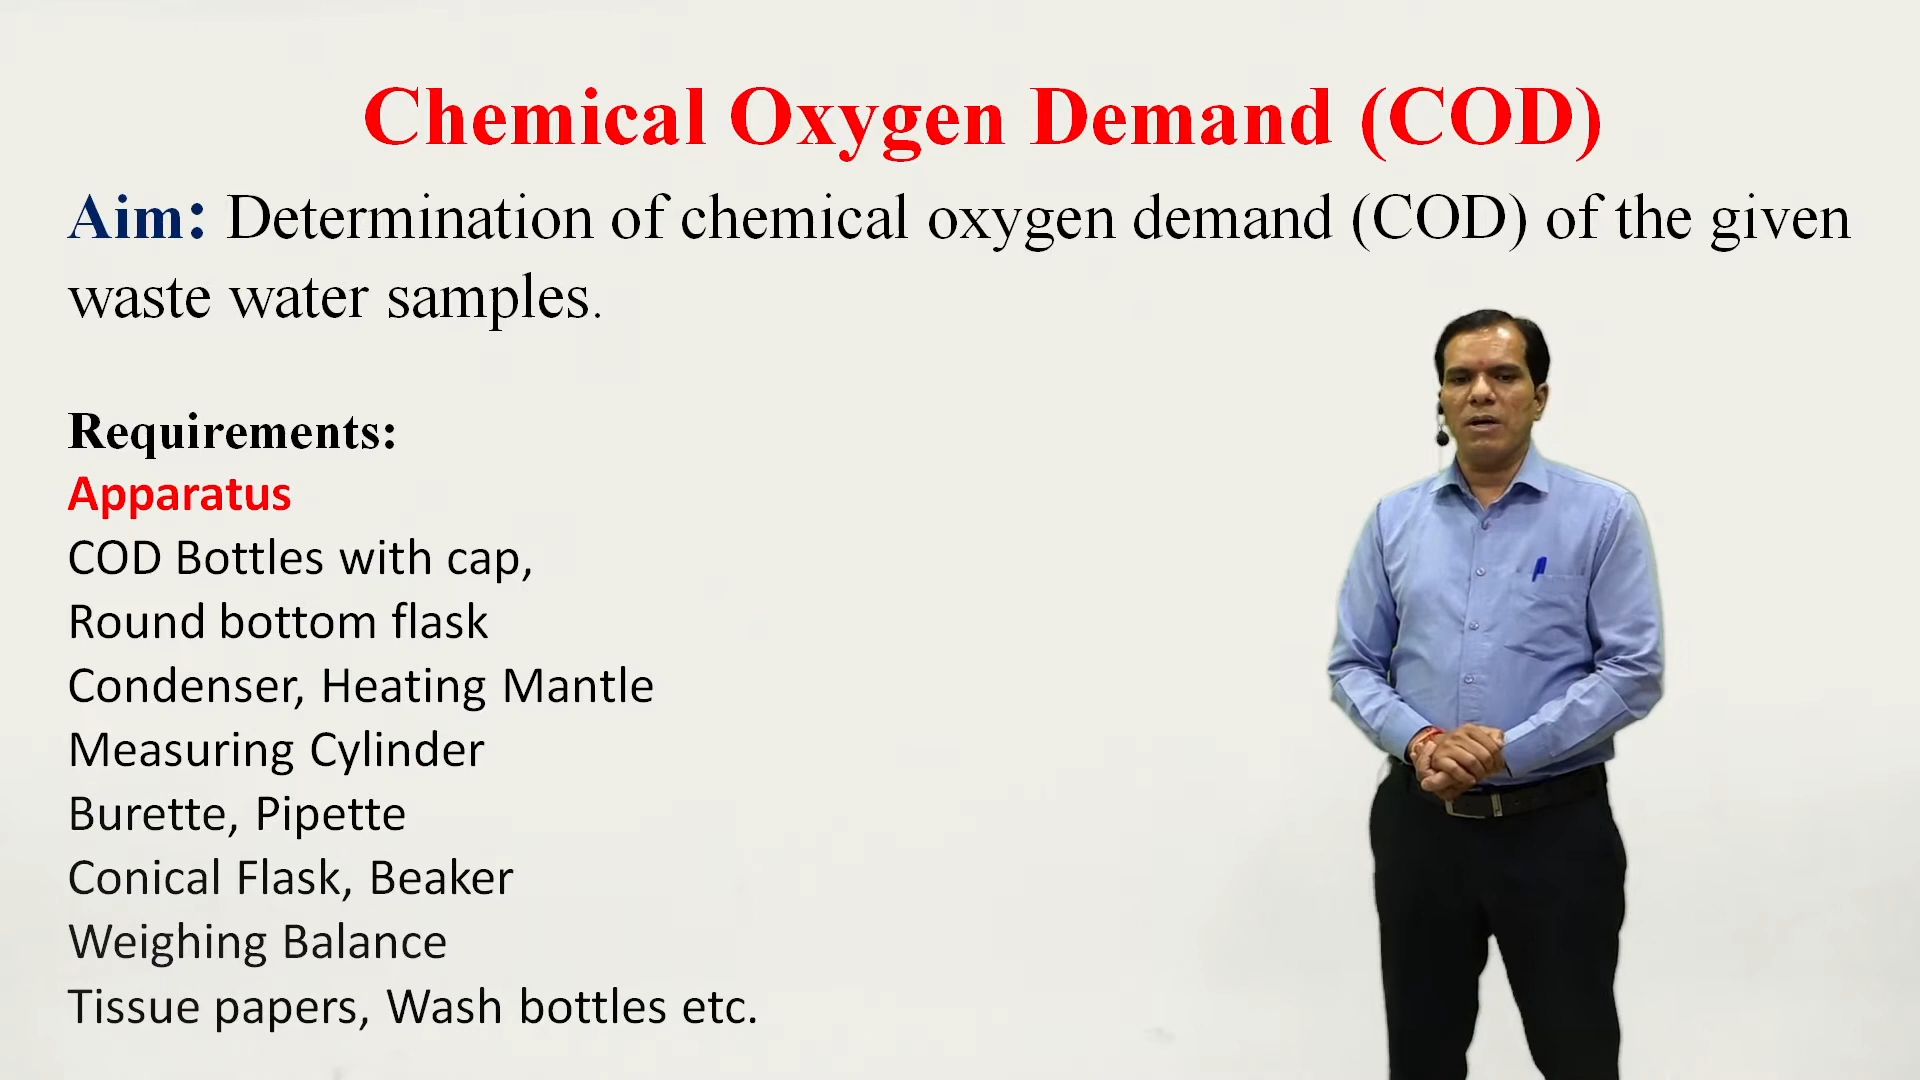 Chemical Oxygen Demand (COD)
Aim: Determination of chemical oxygen demand (COD) of the given
waste water samples.
Requirements:
Apparatus
COD Bottles with cap,
Round bottom flask
Condenser, Heating Mantle
Measuring Cylinder
Burette, Pipette
Conical Flask, Beaker
Weighing Balance
Tissue papers, Wash bottles etc.